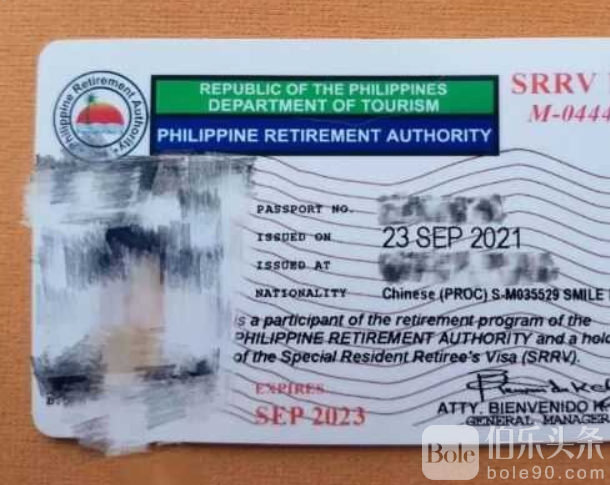 Philippine Retirement Authority
REPUBLIC OF THE PHILIPPINES
DEPARTMENT OF TOURISM
PHILIPPINE RETIREMENT AUTHORITY
SRRV
M-0444
PASSPORT NO.
ISSUED ON 23 SEP 2021
ISSUED AT
NATIONALITY Chinese (PROC) S-M035529 SMILE
is a participant of the retirement program of the
PHILIPPINE RETIREMENT AUTHORITY and a hold
of the Special Resident Retiree's Visa (SRRV).
EXPIRES
SEP 2023
ATTY. BIENVENIDO K
GENERAL MANAGER
Bole 伯乐头条
bole90.com